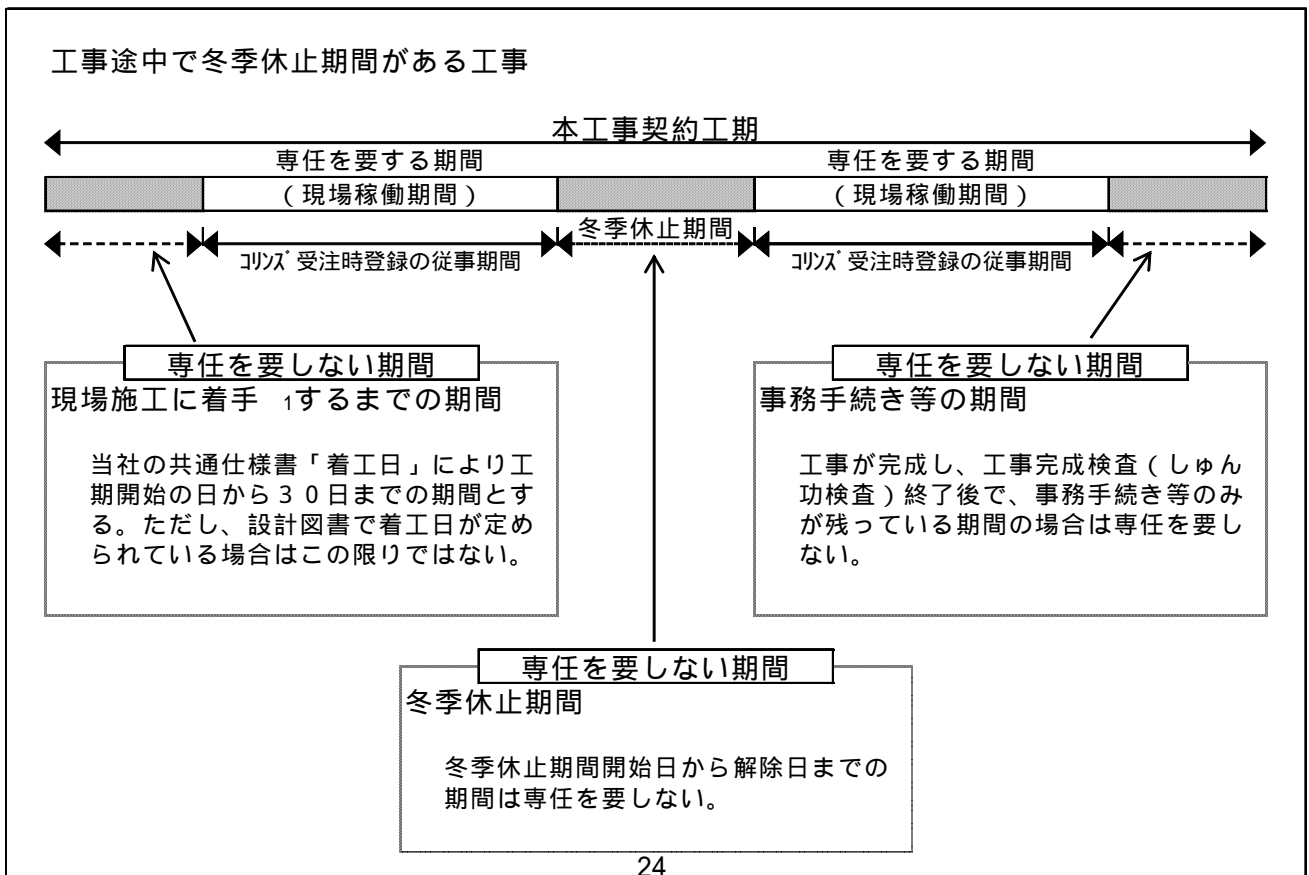 工事途中で冬季休止期間がある工事
本工事契約工期
専任を要する期間
専任を要する期間
(現場稼働期間)
(現場稼働期間)
冬季休止期間
ｺﾘﾝｽﾞ受注時登録の従事期間
ｺﾘﾝｽﾞ受注時登録の従事期間
専任を要しない期間
現場施工に着手 1するまでの期間
当社の共通仕様書「着工日」により工
期開始の日から30日までの期間とす
る。ただし、設計図書で着工日が定め
られている場合はこの限りではない。
専任を要しない期間
事務手続き等の期間
工事が完成し、工事完成検査(しゅん
功検査)終了後で、事務手続き等のみ
が残っている期間の場合は専任を要し
ない。
専任を要しない期間
冬季休止期間
冬季休止期間開始日から解除日までの
期間は専任を要しない。
24